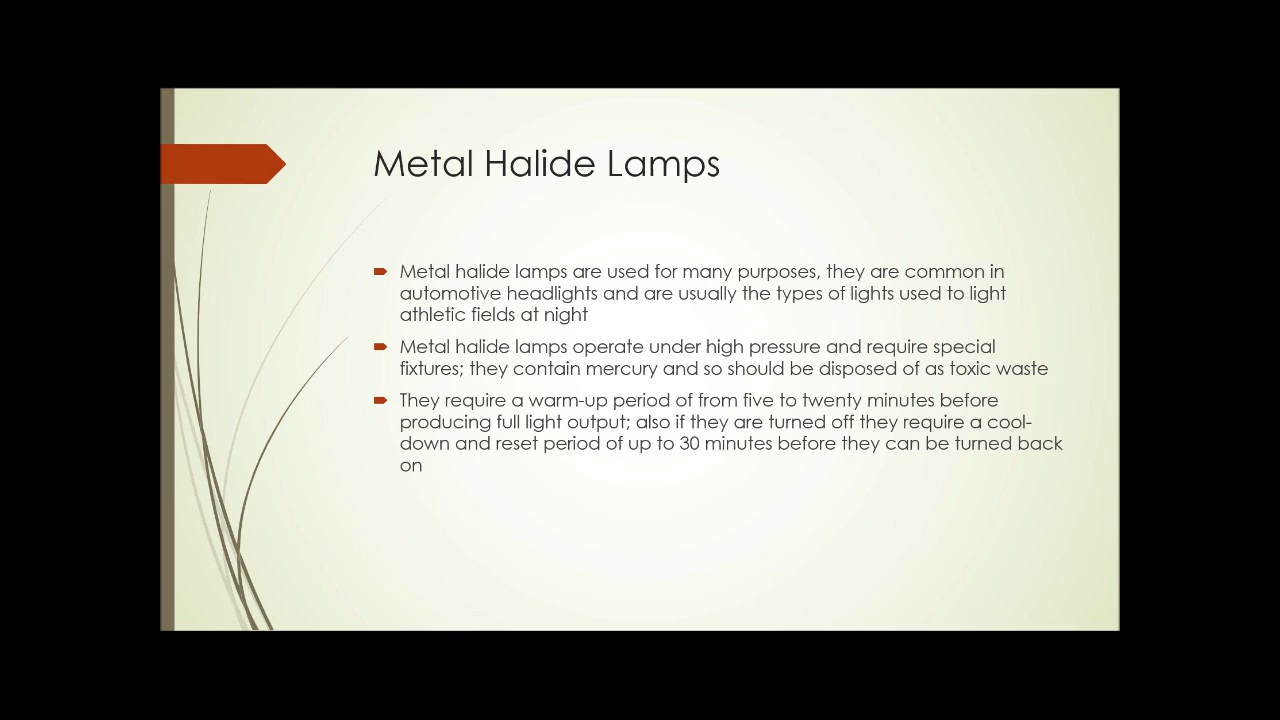 Metal Halide Lamps
Metal halide lamps are used for many purposes, they are common in
automotive headlights and are usually the types of lights used to light
athletic fields at night
Metal halide lamps operate under high pressure and require special
fixtures; they contain mercury and so should be disposed of as toxic waste
They require a warm-up period of from five to twenty minutes before
producing full light output; also if they are turned off they require a cool-
down and reset period of up to 30 minutes before they can be turned back
on